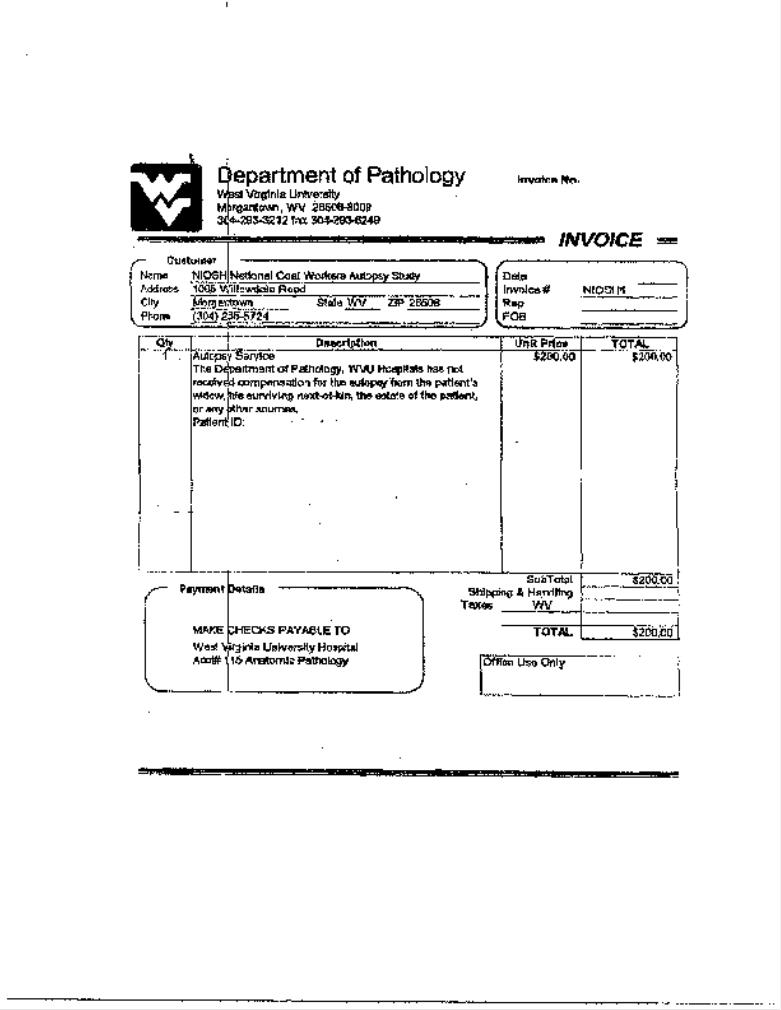 Department of Pathology
Invoice No.
West Virginia University
Morgantown, WV 26506-9009
304-293-3212 fax 304-293-6249
INVOICE
Customer
Name NIOSH National Coal Workers Autopsy Study
Address 1095 Willowdale Road
City Morgantown State WV ZIP 26506
Phone (304) 285-5724
Date
Invoice # NIOSH
Rep
FOB
Qty Description Unit Price TOTAL
1 Autopsy Service $200.00 $200.00
The Department of Pathology, WVU Hospitals has not
received compensation for the autopsy from the patient's
widow, his surviving next-of-kin, the estate of the patient,
or any other sources.
Patient ID:
SubTotal $200.00
Shipping & Handling
Taxes WV
TOTAL $200.00
Payment Details
MAKE CHECKS PAYABLE TO
West Virginia University Hospital
Acct# 115 Anatomic Pathology
Office Use Only